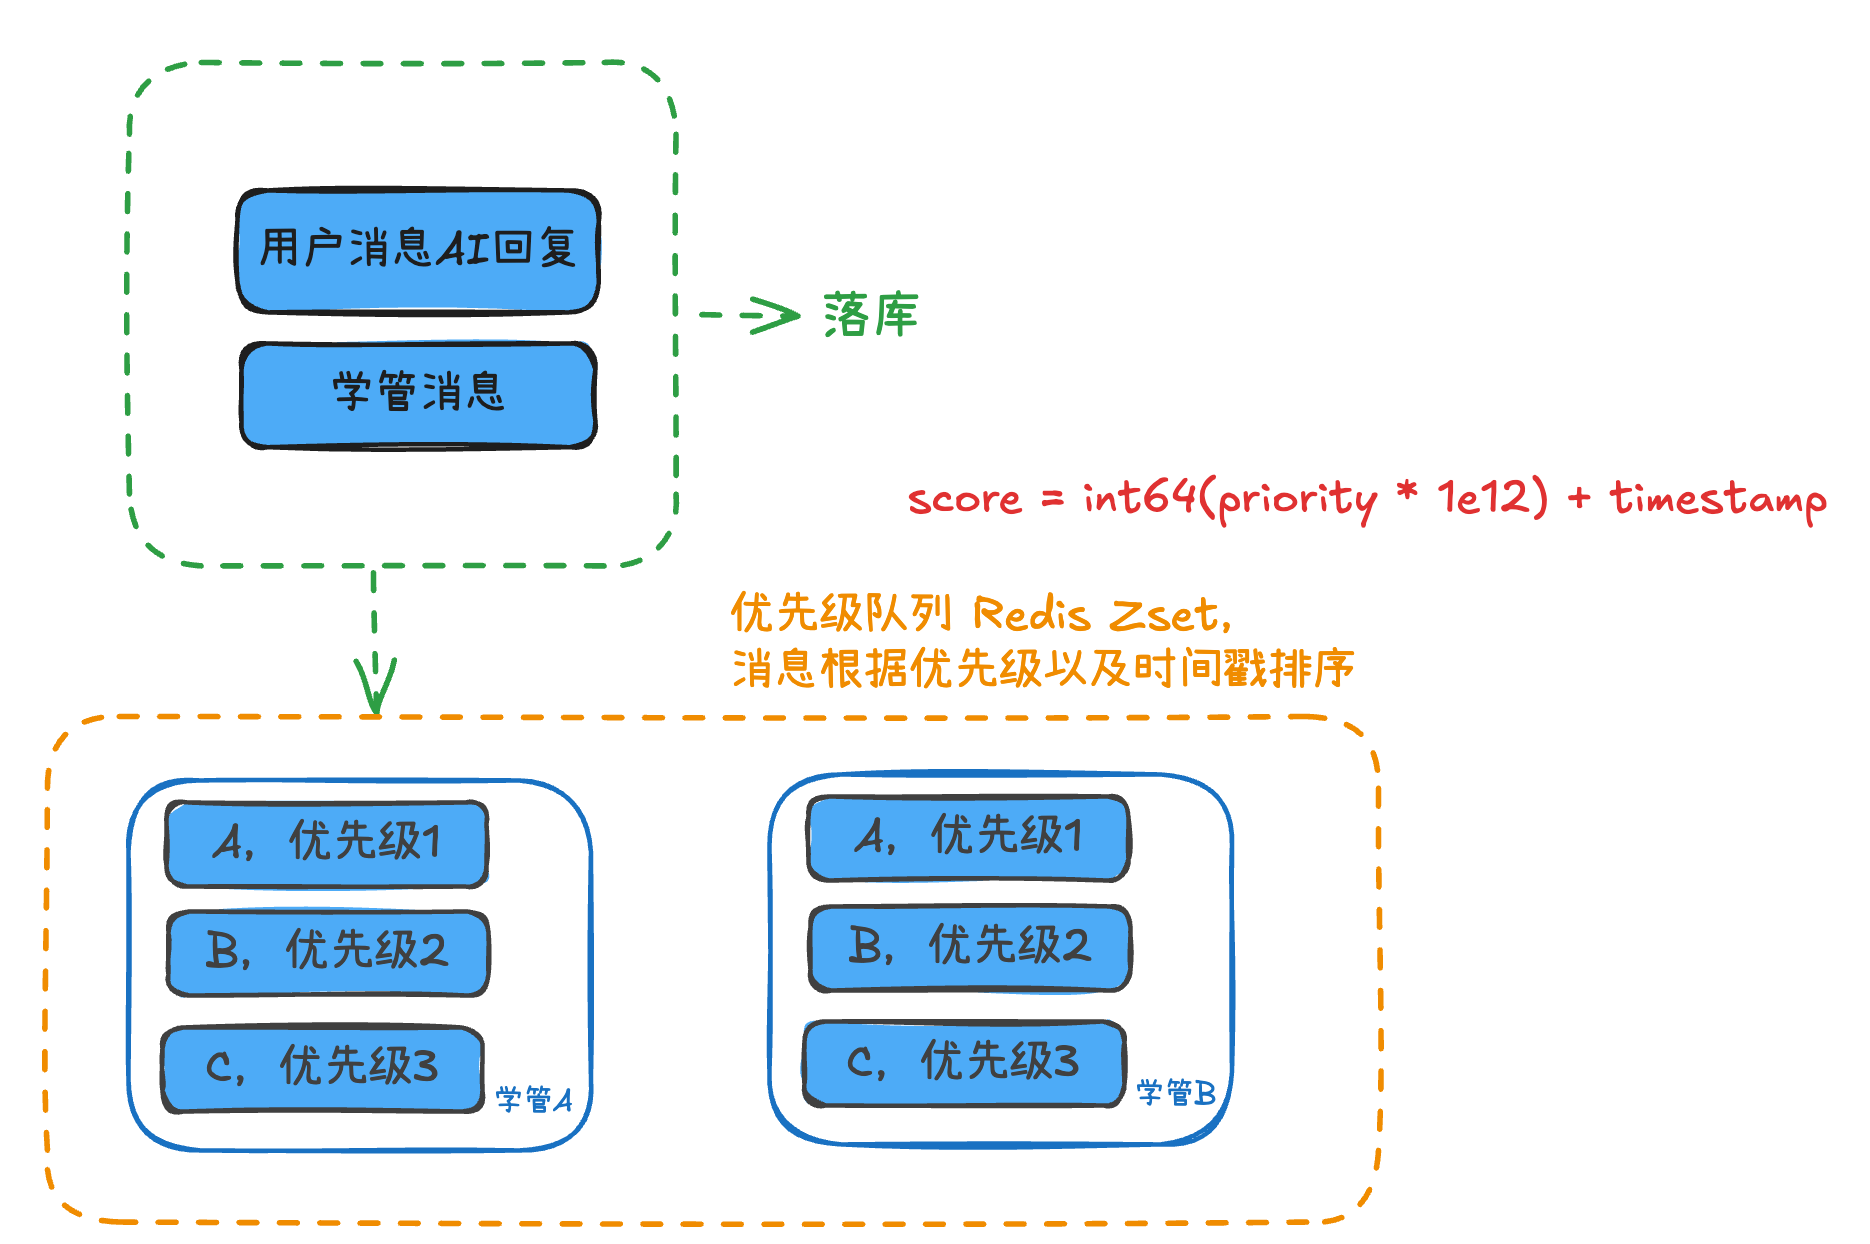 用户消息AI回复
学管消息
落库
score = int64(priority * 1e12) + timestamp
优先级队列 Redis Zset,
消息根据优先级以及时间戳排序
A, 优先级1
B, 优先级2
C, 优先级3
学管A
A, 优先级1
B, 优先级2
C, 优先级3
学管B